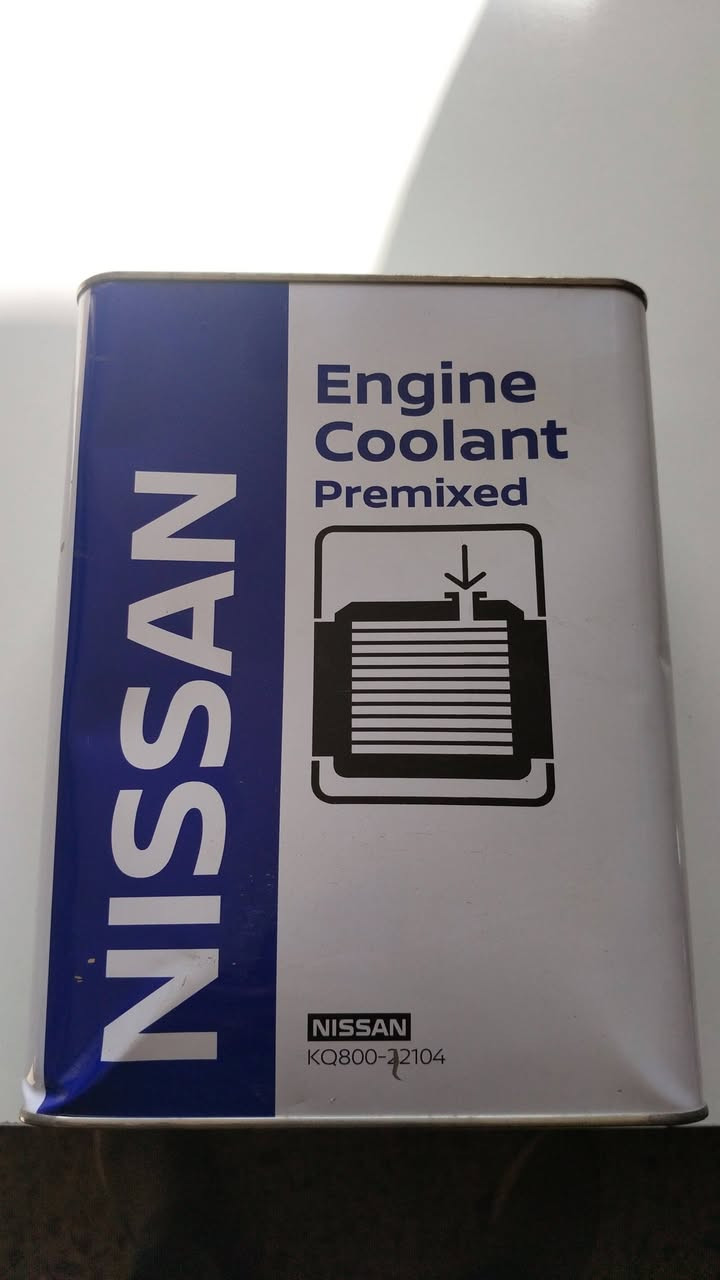 NISSAN
Engine
Coolant
Premixed
NISSAN
KQ800-22104